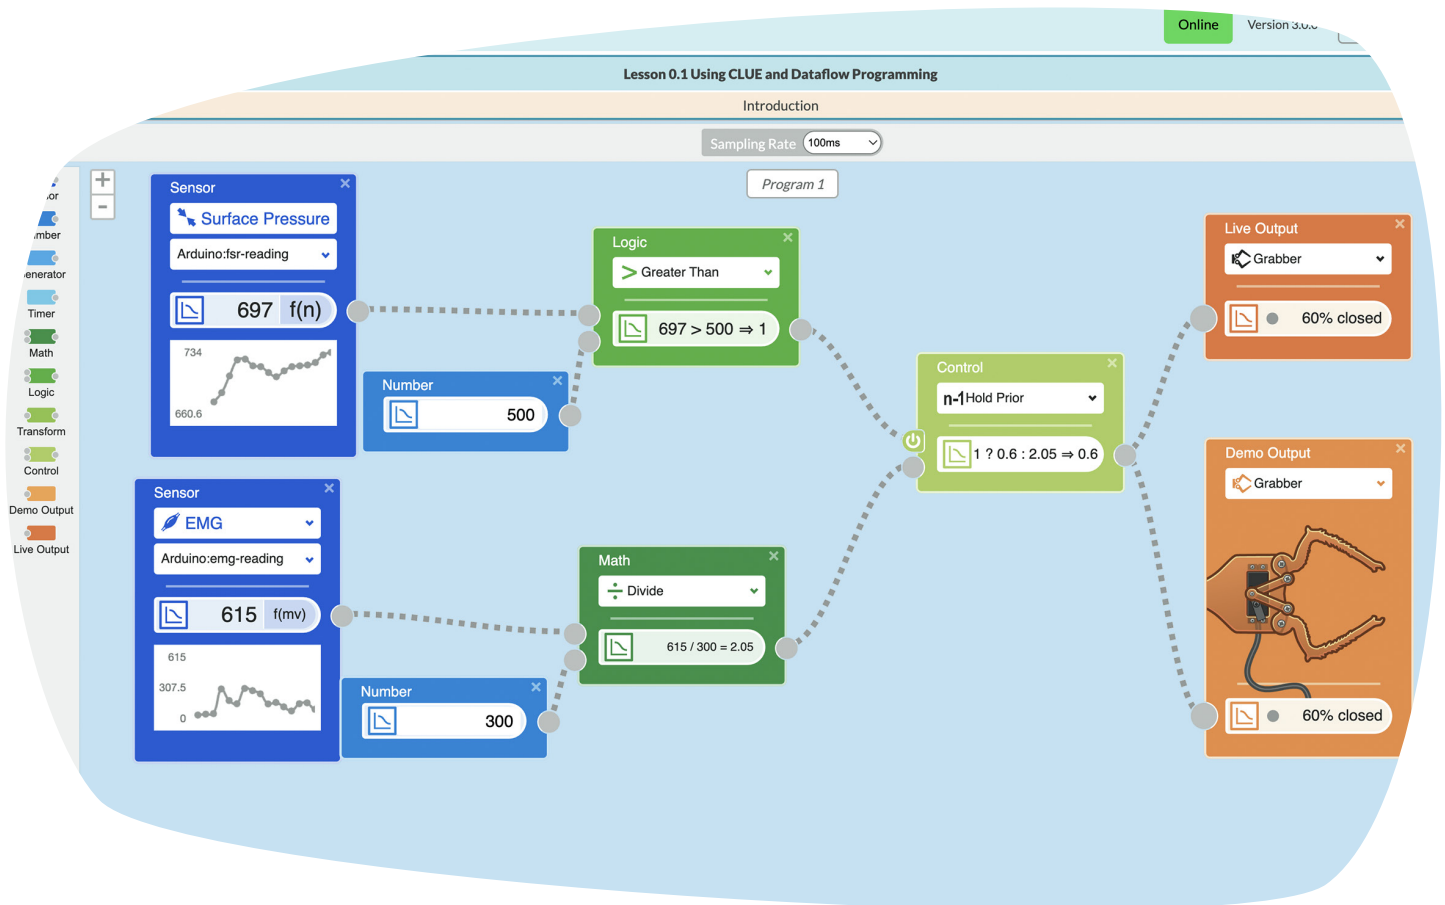 Online
Version 3.0.0
Lesson 0.1 Using CLUE and Dataflow Programming
Introduction
Sampling Rate 100ms
Program 1
+
-
Timer
Math
Logic
Transform
Control
Demo Output
Live Output
Sensor
Surface Pressure
Arduino:fsr-reading
697 f(n)
734
660.6
Number
500
Sensor
EMG
Arduino:emg-reading
615 f(mv)
615
307.5
0
Number
300
Logic
> Greater Than
697 > 500 ⇒ 1
Math
÷ Divide
615 / 300 = 2.05
Control
n-1 Hold Prior
1 ? 0.6 : 2.05 ⇒ 0.6
Live Output
Grabber
60% closed
Demo Output
Grabber
60% closed